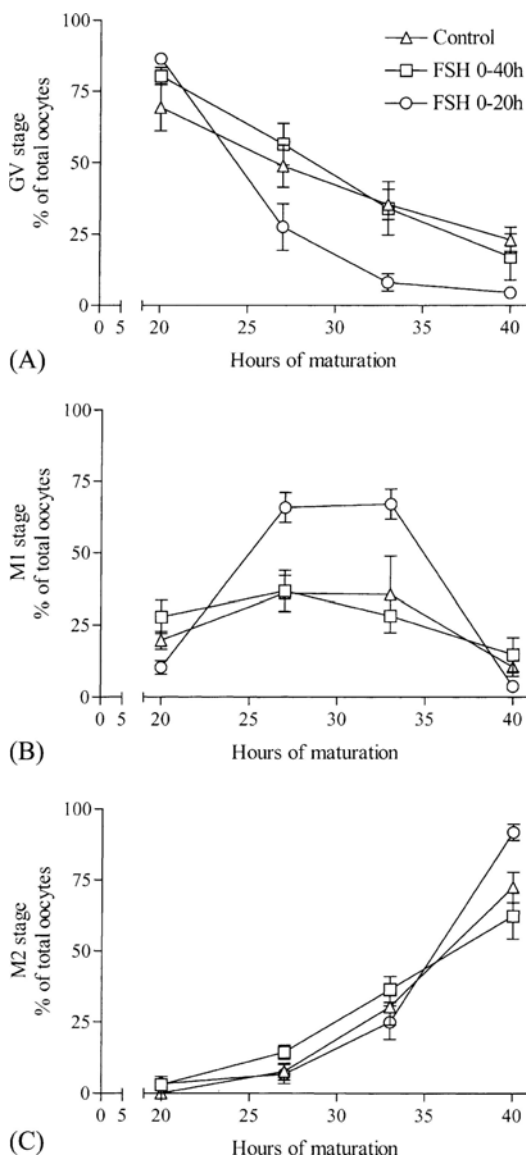 100
75
50
25
0
GV stage
% of total oocytes
Control
FSH 0-40h
FSH 0-20h
0 5 20 25 30 35 40
Hours of maturation
(A)
100
75
50
25
0
M1 stage
% of total oocytes
0 5 20 25 30 35 40
Hours of maturation
(B)
100
75
50
25
0
M2 stage
% of total oocytes
0 5 20 25 30 35 40
Hours of maturation
(C)